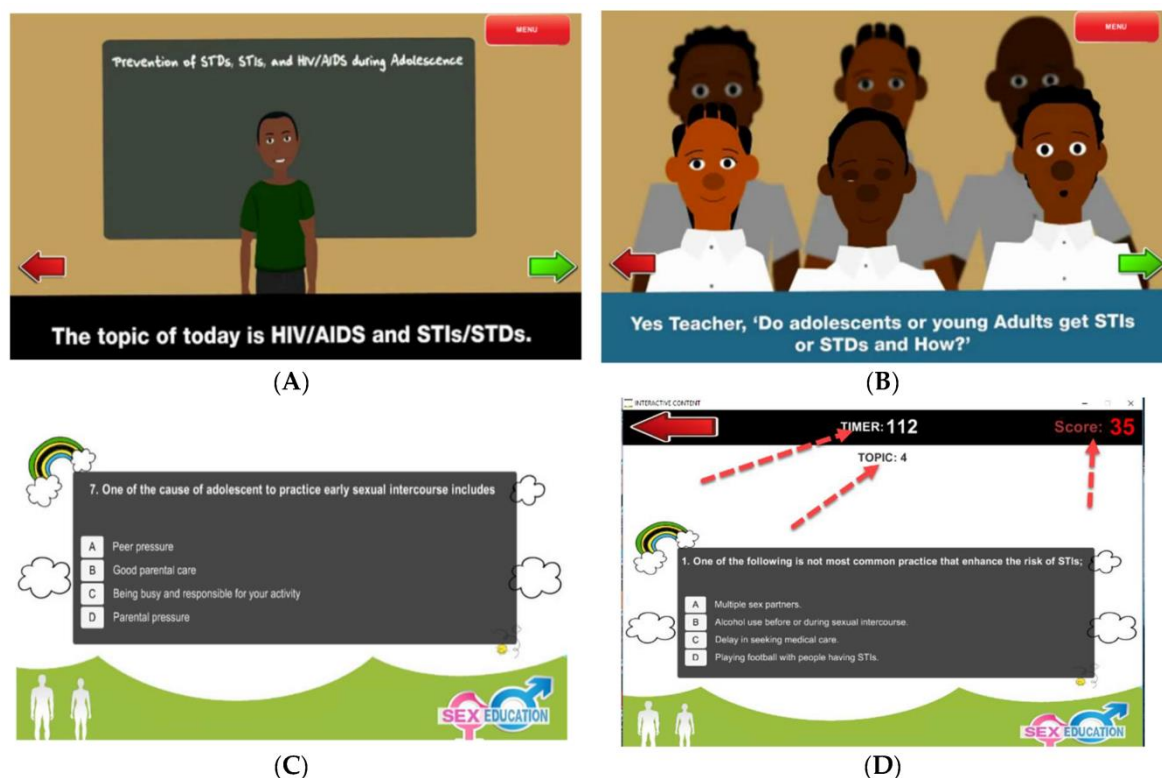 MENU
Prevention of STDs, STIs, and HIV/AIDS during Adolescence
The topic of today is HIV/AIDS and STIs/STDs.
(A)
MENU
Yes Teacher, ‘Do adolescents or young Adults get STIs
or STDs and How?’
(B)
7. One of the cause of adolescent to practice early sexual intercourse includes
A Peer pressure
B Good parental care
C Being busy and responsible for your activity
D Parental pressure
SEX EDUCATION
(C)
INTERACTIVE CONTENT
TIMER: 112
Score: 35
TOPIC: 4
1. One of the following is not most common practice that enhance the risk of STIs;
A Multiple sex partners.
B Alcohol use before or during sexual intercourse.
C Delay in seeking medical care.
D Playing football with people having STIs.
SEX EDUCATION
(D)